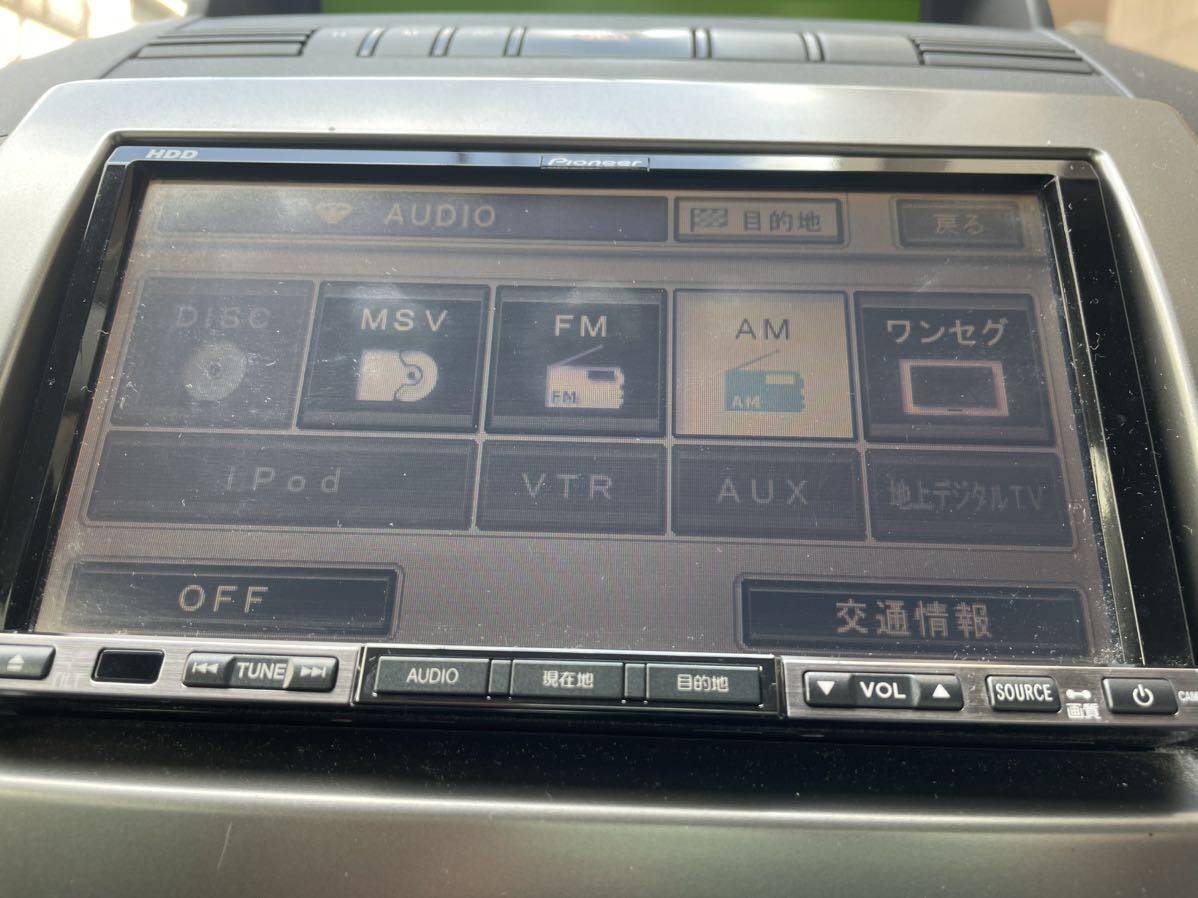 HDD
Pioneer
AUDIO
目的地
戻る
DISC
MSV
FM
AM
ワンセグ
FM
AM
iPod
VTR
AUX
地上デジタルTV
OFF
交通情報
TUNE
AUDIO
現在地
目的地
VOL
SOURCE
画質
CAM